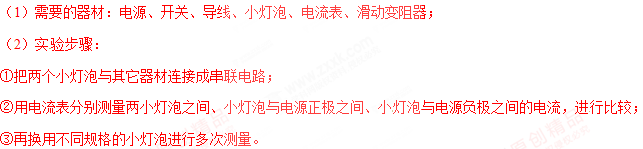 （1）需要的器材：电源、开关、导线、小灯泡、电流表、滑动变阻器；
（2）实验步骤：
①把两个小灯泡与其它器材连接成串联电路；
②用电流表分别测量两小灯泡之间、小灯泡与电源正极之间、小灯泡与电源负极之间的电流，进行比较；
③再换用不同规格的小灯泡进行多次测量。